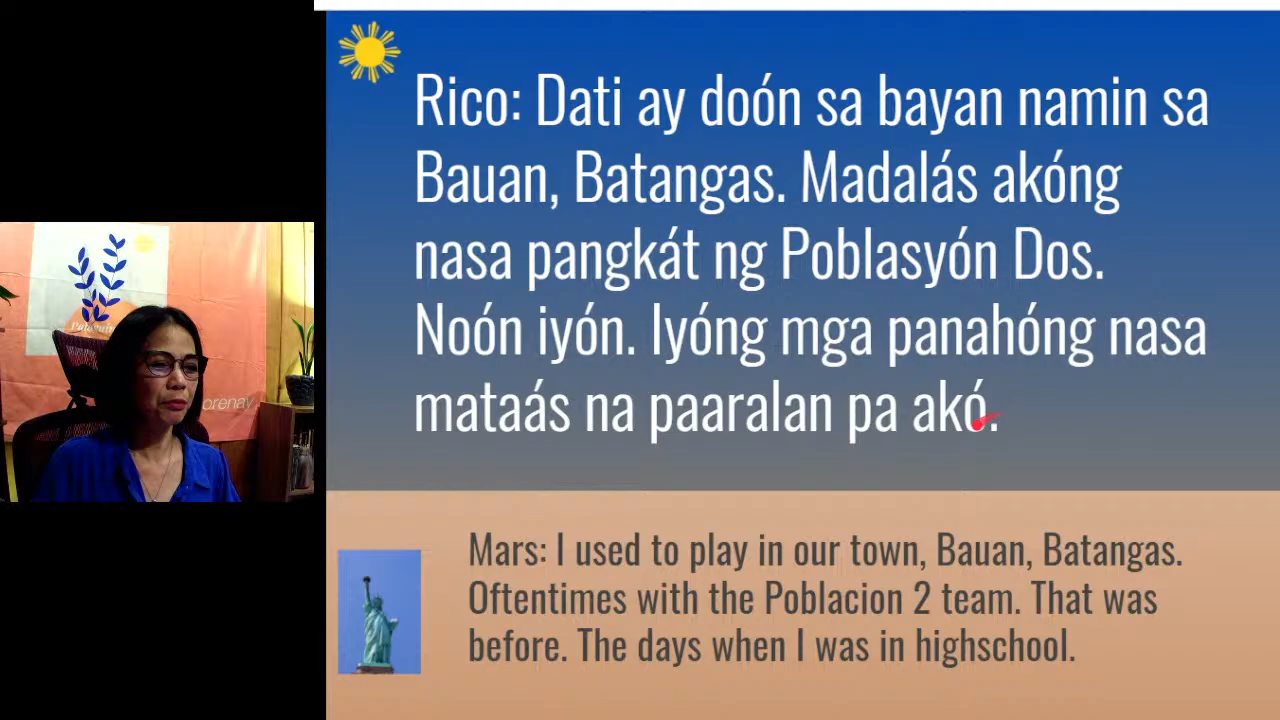 Rico: Dati ay doón sa bayan namin sa
Bauan, Batangas. Madalás akóng
nasa pangkát ng Poblasyón Dos.
Noón iyón. Iyóng mga panahóng nasa
mataás na paaralan pa akó.
Mars: I used to play in our town, Bauan, Batangas.
Oftentimes with the Poblacion 2 team. That was
before. The days when I was in highschool.